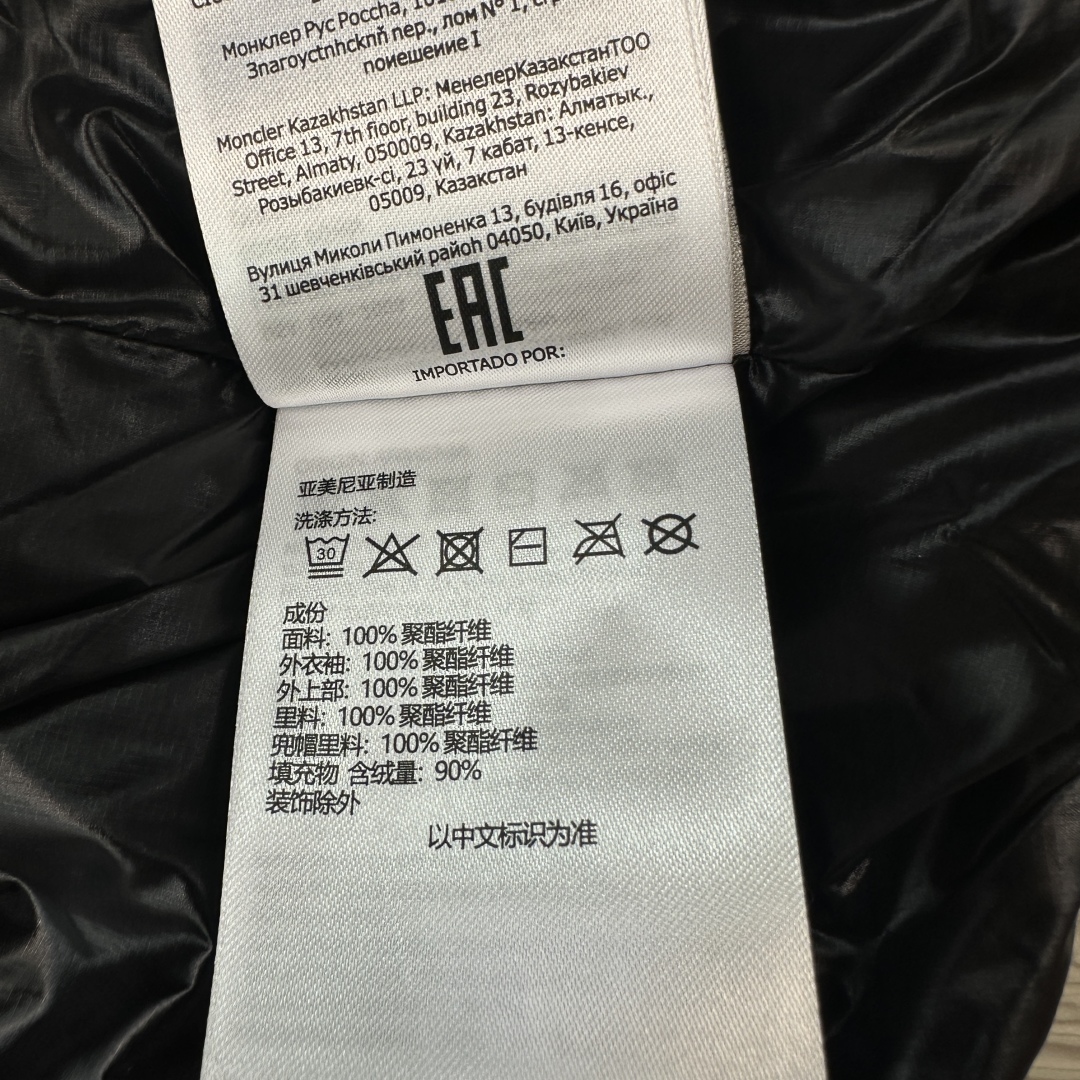 Монклер Рус Россha, 101
Зпагоустпhскпй пер., лом № 1, стр
поиешеиие I
Moncler Kazakhstan LLP: МенелерКазакстанТОО
Office 13, 7th floor, building 23, Rozybakiev
Street, Almaty, 050009, Kazakhstan: Алматык.,
Розыбакиевк-сі, 23 уй, 7 кабат, 13-кенсе,
05009, Казакстан
Вулиця Миколи Пимоненка 13, будівля 16, офіс
31 шевченківський райоh 04050, Київ, Україна
EAC
IMPORTADO POR:
亚美尼亚制造
洗涤方法:
30
成份
面料: 100% 聚酯纤维
外衣袖: 100% 聚酯纤维
外上部: 100% 聚酯纤维
里料: 100% 聚酯纤维
兜帽里料: 100% 聚酯纤维
填充物 含绒量: 90%
装饰除外
以中文标识为准